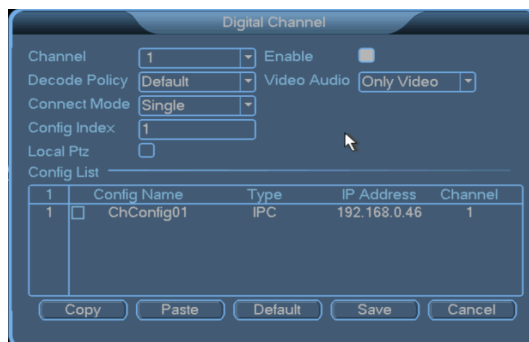 Digital Channel
Channel 1 Enable
Decode Policy Default Video Audio Only Video
Connect Mode Single
Config Index 1
Local Ptz
Config List
1 Config Name Type IP Address Channel
1 ChConfig01 IPC 192.168.0.46 1
Copy Paste Default Save Cancel